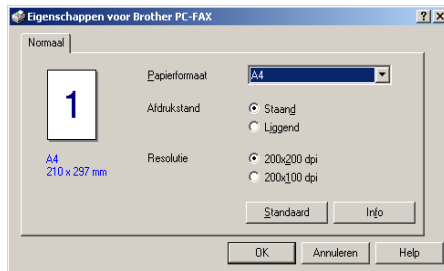 Eigenschappen voor Brother PC-FAX
Normaal
1
A4
210 x 297 mm
Papierformaat
A4
Afdrukstand
Staand
Liggend
Resolutie
200x200 dpi
200x100 dpi
Standaard
Info
OK
Annuleren
Help